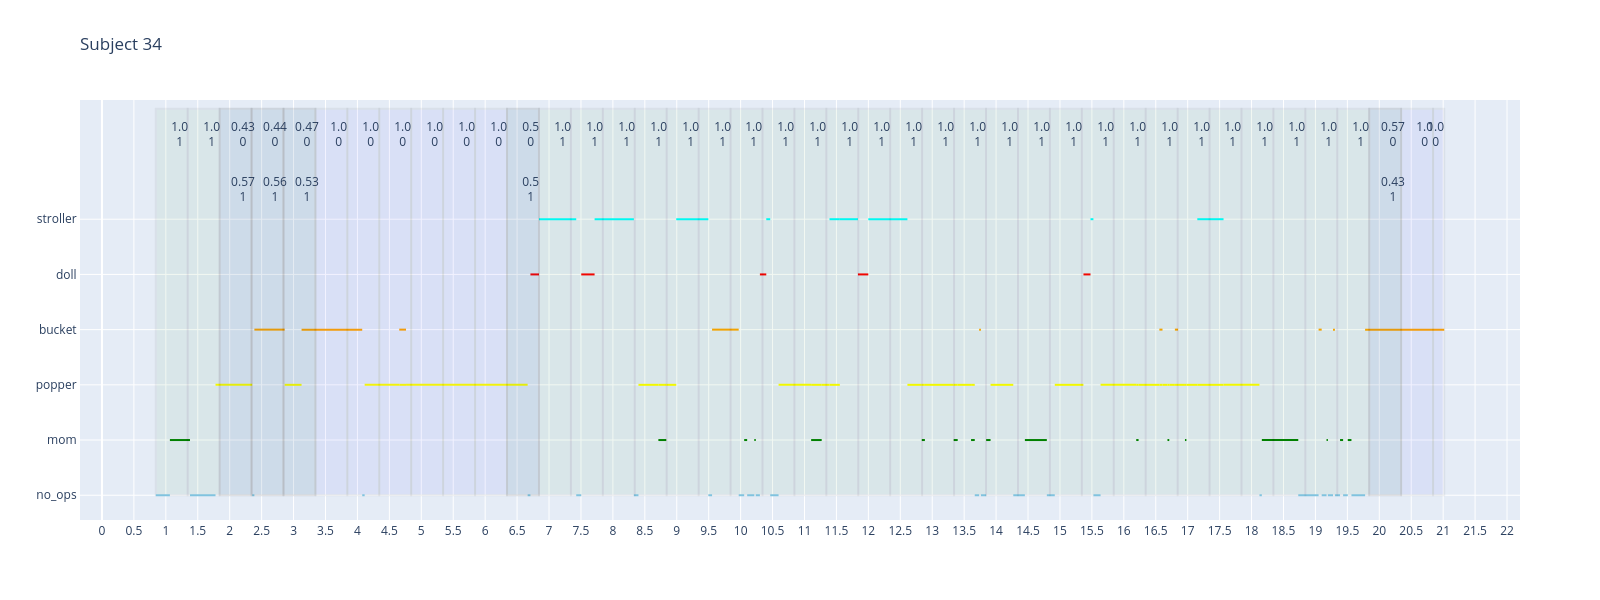 Subject 34
1.0 1.0 0.43 0.44 0.47 1.0 1.0 1.0 1.0 1.0 1.0 0.5 1.0 1.0 1.0 1.0 1.0 1.0 1.0 1.0 1.0 1.0 1.0 1.0 1.0 1.0 1.0 1.0 1.0 1.0 1.0 1.0 1.0 1.0 1.0 1.0 1.0 1.0 0.57 1.0 1.0
1 1 0 0 0 0 0 0 0 0 0 0 1 1 1 1 1 1 1 1 1 1 1 1 1 1 1 1 1 1 1 1 1 1 1 1 1 1 0 0 0
0.57 0.56 0.53 0.5 0.43
1 1 1 1 1
stroller
doll
bucket
popper
mom
no_ops
0 0.5 1 1.5 2 2.5 3 3.5 4 4.5 5 5.5 6 6.5 7 7.5 8 8.5 9 9.5 10 10.5 11 11.5 12 12.5 13 13.5 14 14.5 15 15.5 16 16.5 17 17.5 18 18.5 19 19.5 20 20.5 21 21.5 22